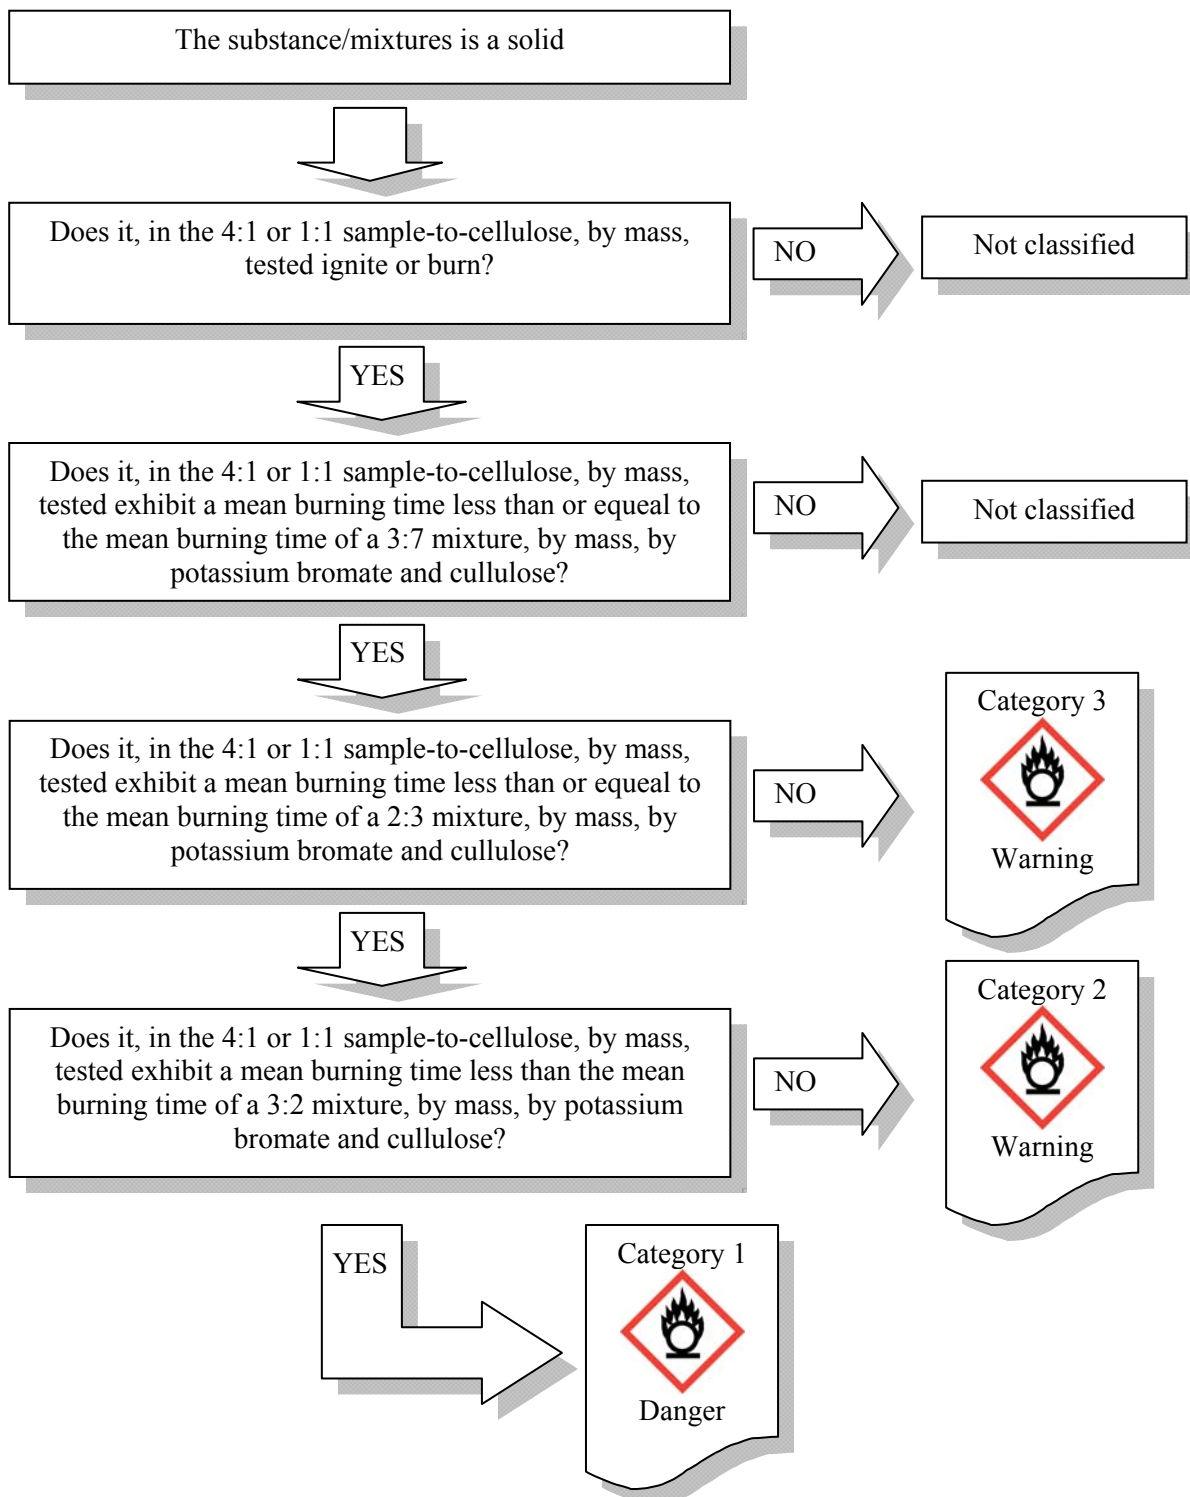 The substance/mixtures is a solid
Does it, in the 4:1 or 1:1 sample-to-cellulose, by mass,
tested ignite or burn?
NO
Not classified
YES
Does it, in the 4:1 or 1:1 sample-to-cellulose, by mass,
tested exhibit a mean burning time less than or equeal to
the mean burning time of a 3:7 mixture, by mass, by
potassium bromate and cullulose?
NO
Not classified
YES
Does it, in the 4:1 or 1:1 sample-to-cellulose, by mass,
tested exhibit a mean burning time less than or equeal to
the mean burning time of a 2:3 mixture, by mass, by
potassium bromate and cullulose?
NO
Category 3
Warning
YES
Does it, in the 4:1 or 1:1 sample-to-cellulose, by mass,
tested exhibit a mean burning time less than the mean
burning time of a 3:2 mixture, by mass, by potassium
bromate and cullulose?
NO
Category 2
Warning
YES
Category 1
Danger